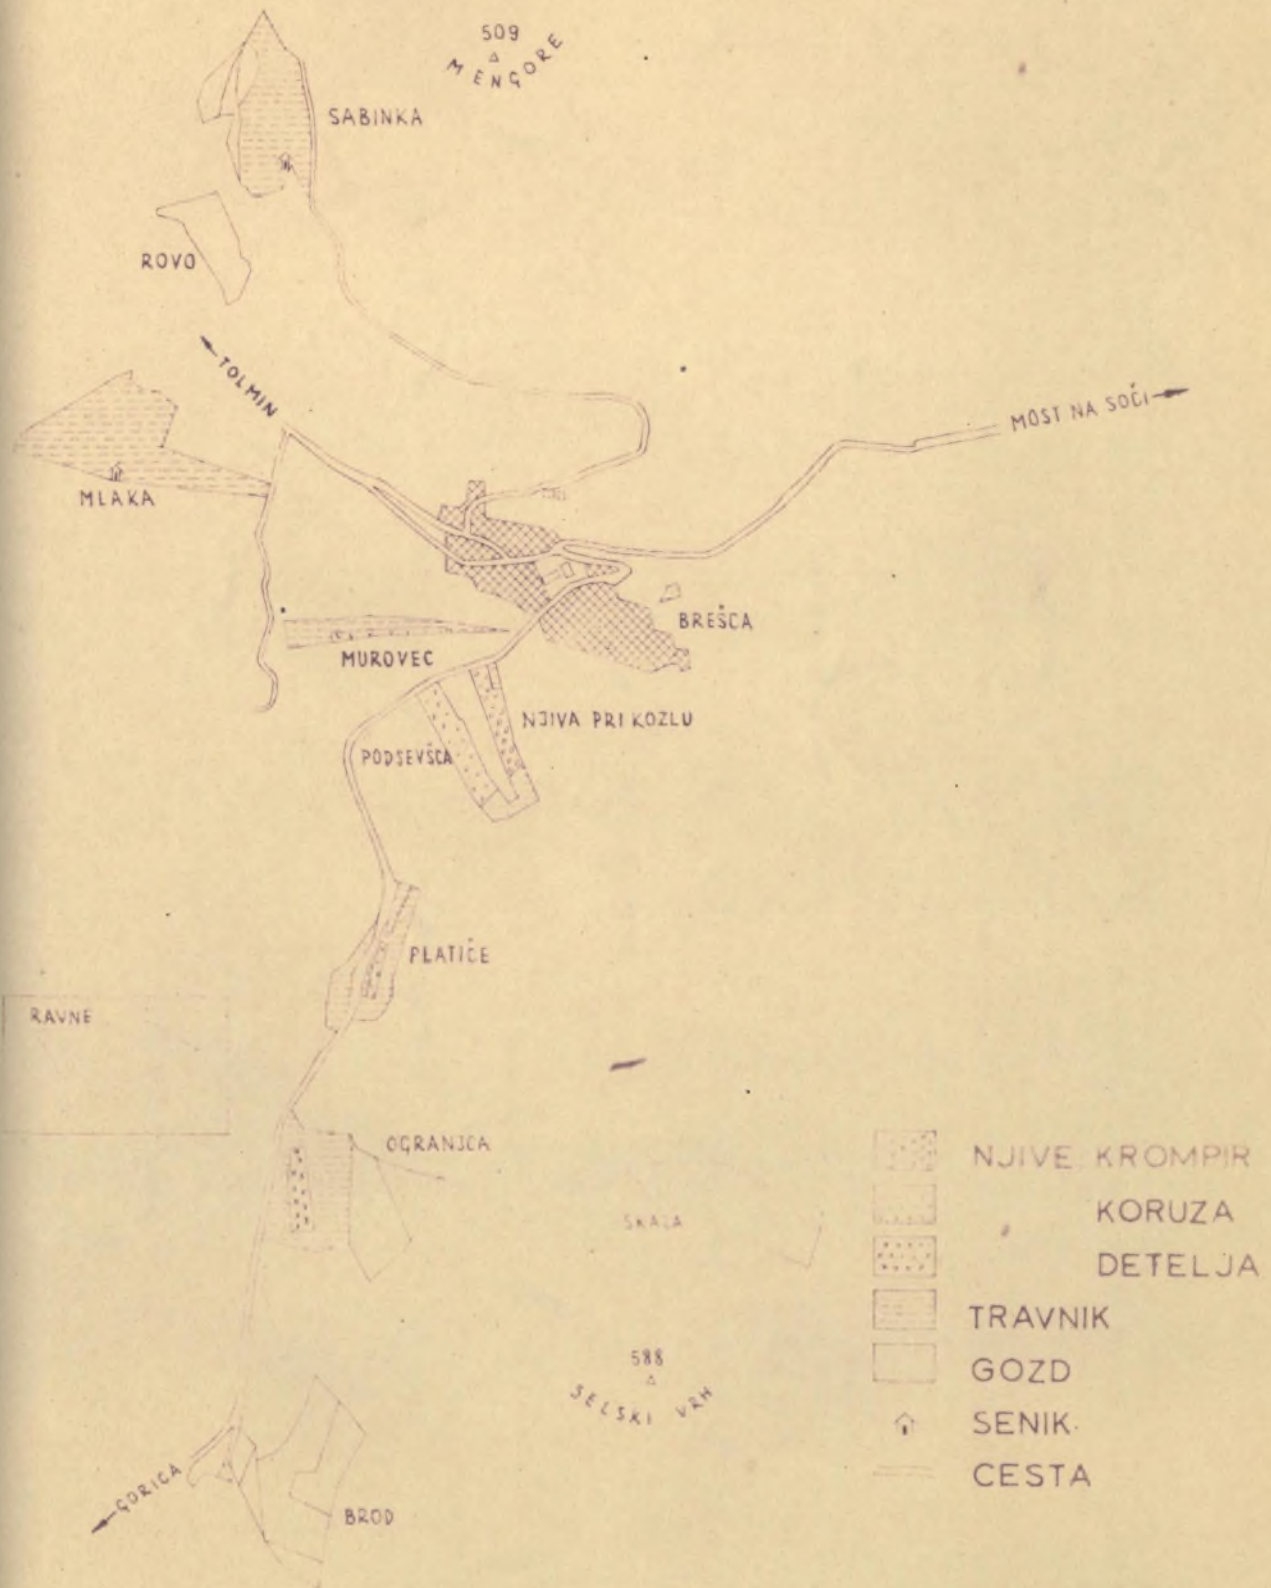 509
MENGORE
SABINKA
ROVO
TOLMIN
MOST NA SOČI
MLAKA
BREŠCA
MUROVEC
NJIVA PRI KOZLU
PODSEVŠCA
PLATIČE
RAVNE
OGRANJCA
NJIVE KROMPIR
KORUZA
DETELJA
TRAVNIK
588
SELSKI VRH
GOZD
SENIK
CESTA
GORICA
BROD